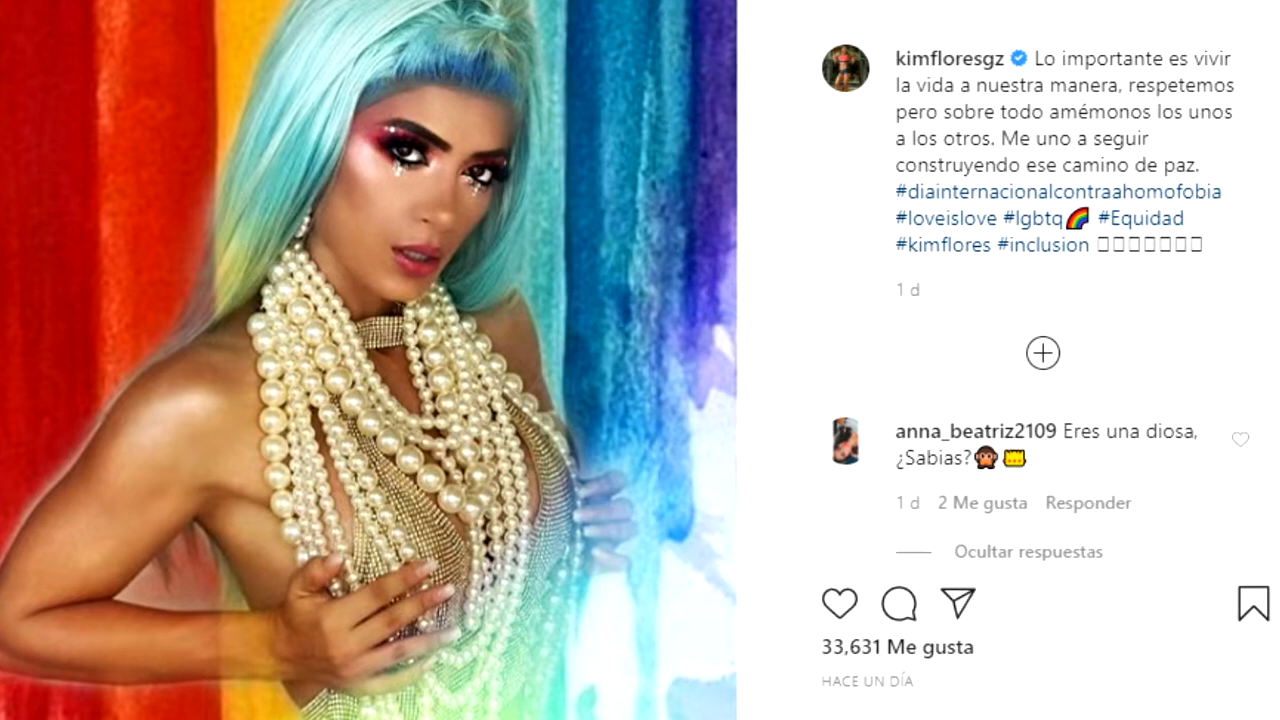 kimfloresgz Lo importante es vivir
la vida a nuestra manera, respetemos
pero sobre todo amémonos los unos
a los otros. Me uno a seguir
construyendo ese camino de paz.
#diainternacionalcontraahomofobia
#loveislove #lgbtq🌈 #Equidad
#kimflores #inclusion □□□□□□□
1 d
anna_beatriz2109 Eres una diosa,
¿Sabias?🙊
1 d 2 Me gusta Responder
Ocultar respuestas
33,631 Me gusta
HACE UN DÍA